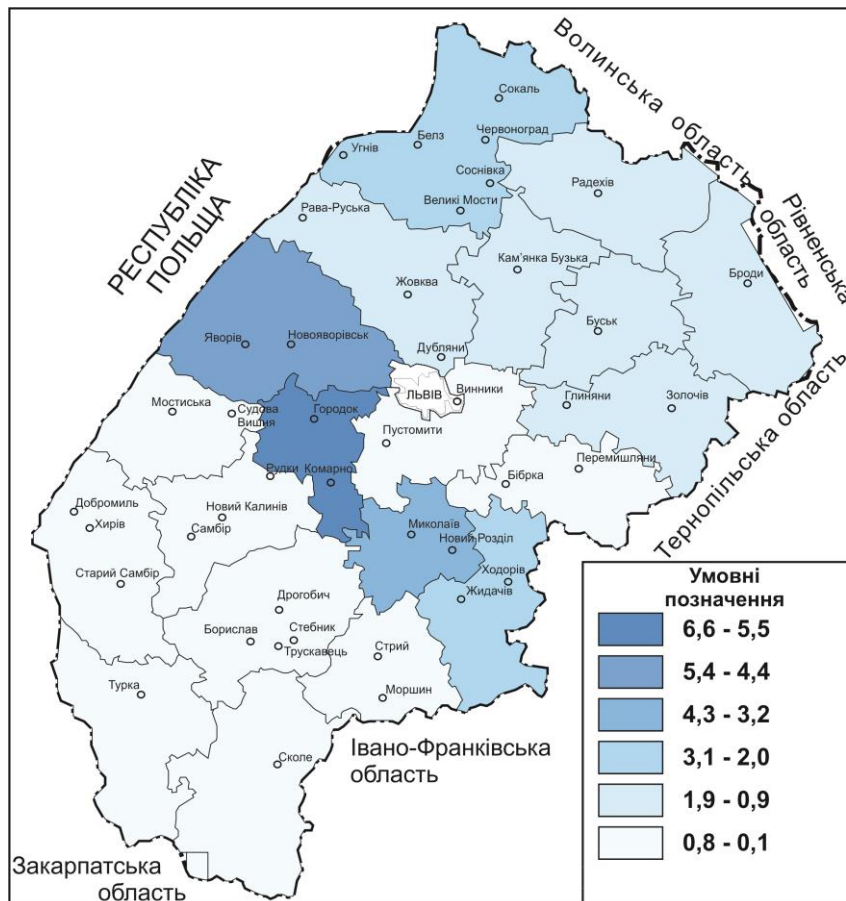 Волинська область
Рівненська
область
РЕСПУБЛІКА
ПОЛЬЩА
Сокаль
Белз
Червоноград
Угнів
Соснівка
Великі Мости
Радехів
Рава-Руська
Кам'янка Бузька
Броди
Жовква
Буськ
Яворів
Новояворівськ
Дубляни
ЛЬВІВ
Винники
Мостиська
Судова
Вишня
Городок
Глиняни
Золочів
Пустомити
Перемишляни
Рудки
Комарно
Бібрка
Тернопільська область
Добромиль
Хирів
Новий Калинів
Самбір
Миколаїв
Новий Розділ
Ходорів
Старий Самбір
Жидачів
Дрогобич
Борислав
Стебник
Трускавець
Стрий
Моршин
Турка
Сколе
Івано-Франківська
область
Закарпатська
область
Умовні
позначення
6,6 - 5,5
5,4 - 4,4
4,3 - 3,2
3,1 - 2,0
1,9 - 0,9
0,8 - 0,1